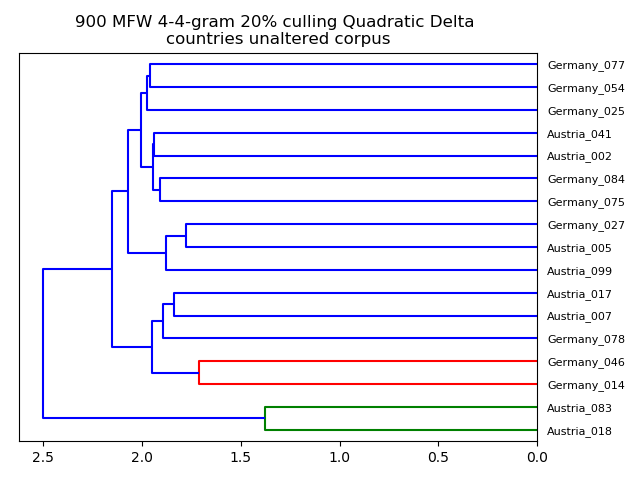 900 MFW 4-4-gram 20% culling Quadratic Delta
countries unaltered corpus
Germany_077
Germany_054
Germany_025
Austria_041
Austria_002
Germany_084
Germany_075
Germany_027
Austria_005
Austria_099
Austria_017
Austria_007
Germany_078
Germany_046
Germany_014
Austria_083
Austria_018
2.5 2.0 1.5 1.0 0.5 0.0